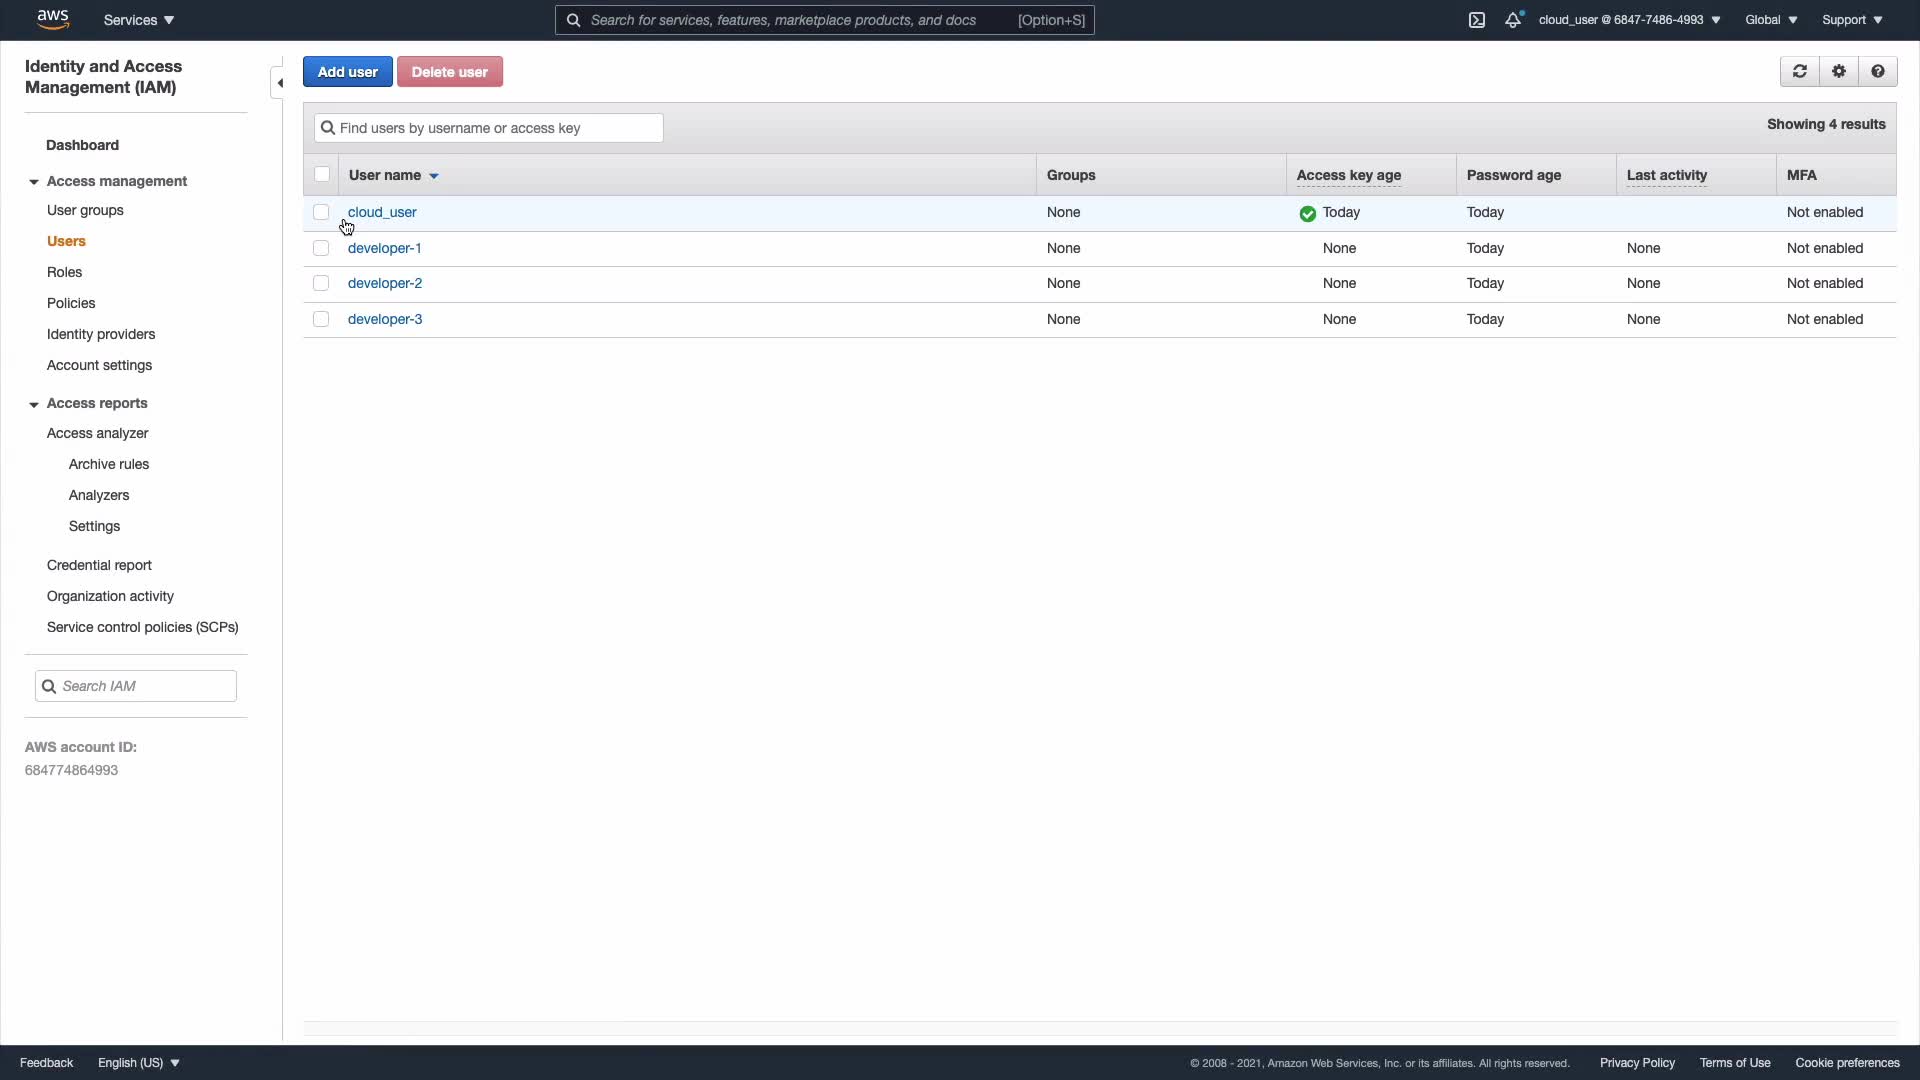 aws
Services
Search for services, features, marketplace products, and docs [Option+S]
cloud_user @ 6847-7486-4993
Global
Support
Identity and Access Management (IAM)
Dashboard
Access management
User groups
Users
Roles
Policies
Identity providers
Account settings
Access reports
Access analyzer
Archive rules
Analyzers
Settings
Credential report
Organization activity
Service control policies (SCPs)
Search IAM
AWS account ID:
684774864993
Add user
Delete user
Find users by username or access key
Showing 4 results
User name Groups Access key age Password age Last activity MFA
cloud_user None Today Today Not enabled
developer-1 None None Today None Not enabled
developer-2 None None Today None Not enabled
developer-3 None None Today None Not enabled
Feedback
English (US)
© 2008 - 2021, Amazon Web Services, Inc. or its affiliates. All rights reserved.
Privacy Policy
Terms of Use
Cookie preferences